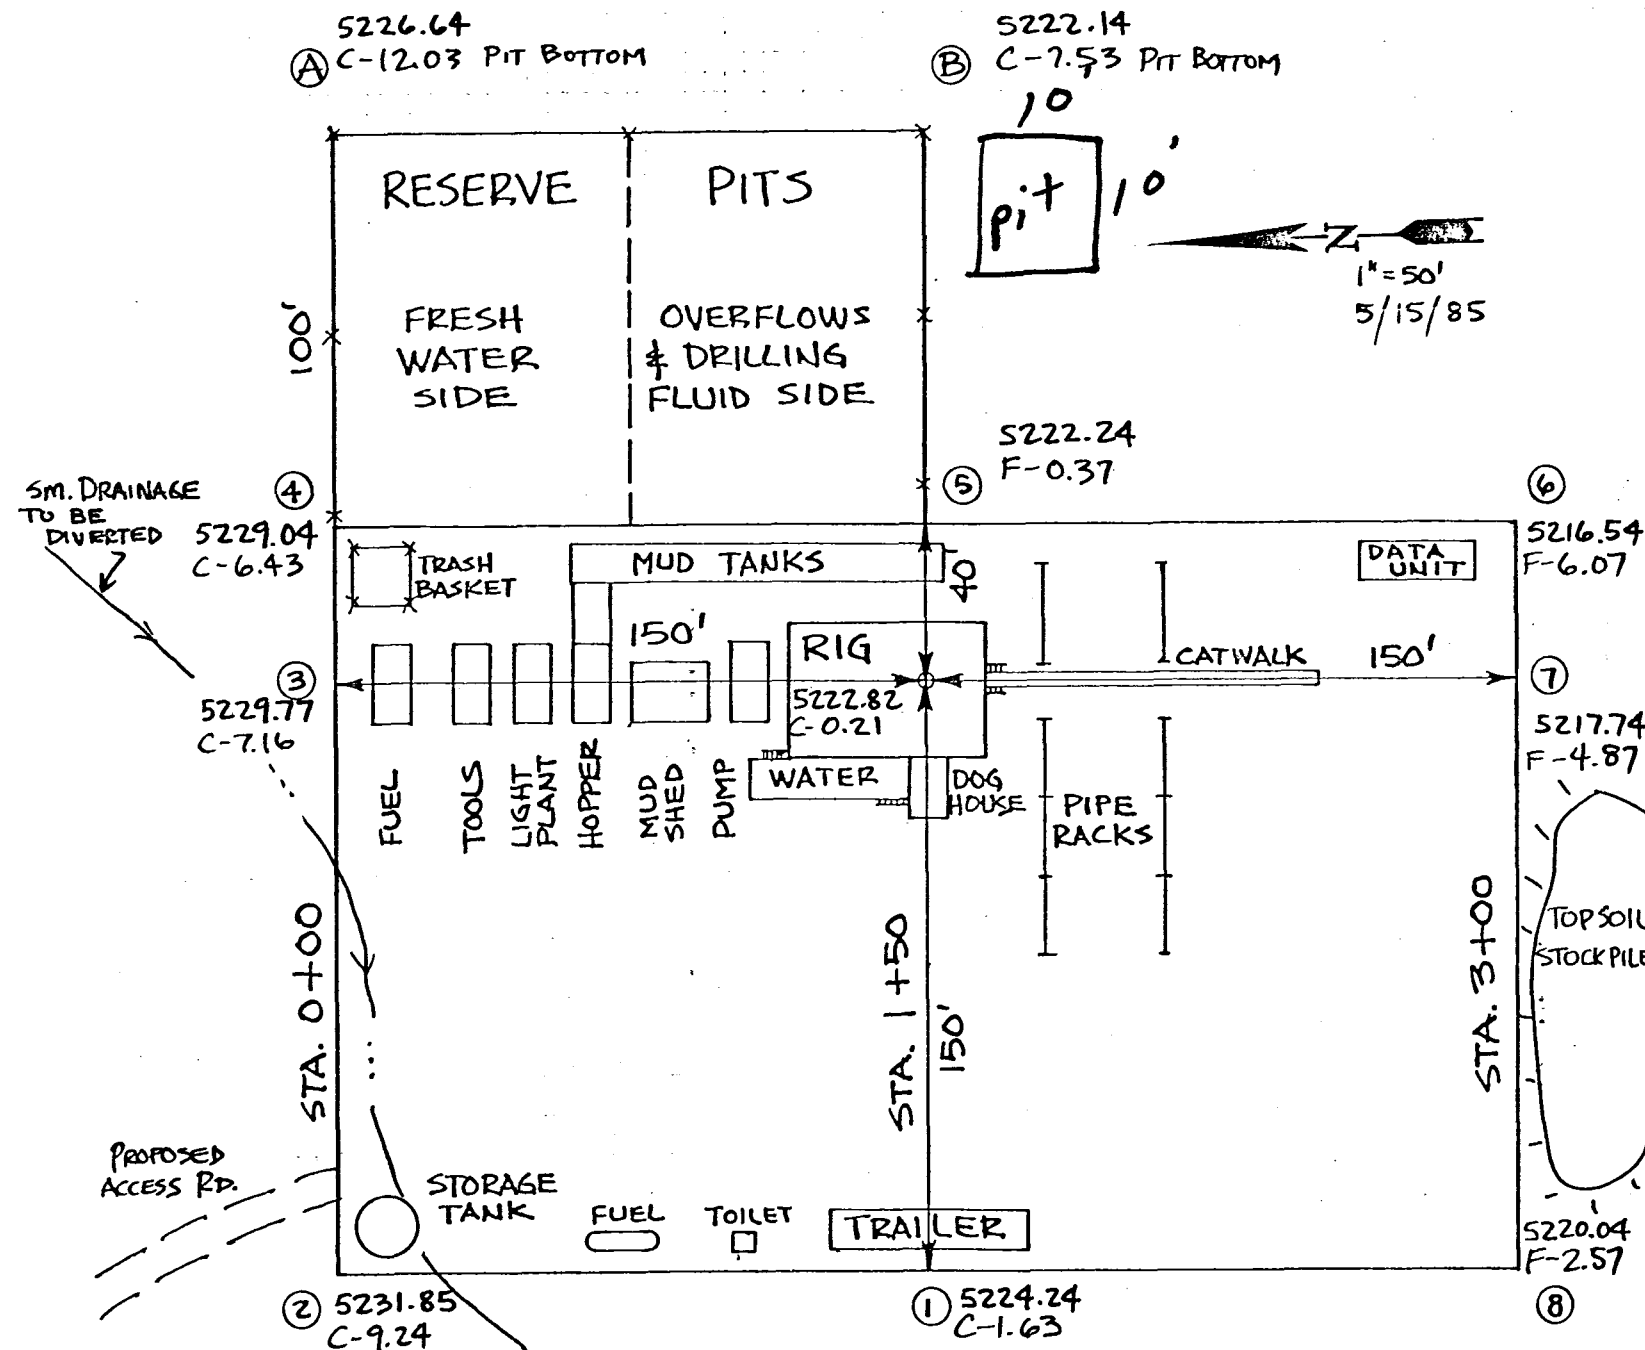 5226.64
Ⓐ C-12.03 PIT BOTTOM
5222.14
Ⓑ C-7.53 PIT BOTTOM
10
10'
pit
RESERVE PITS
N
1"=50'
5/15/85
100'
FRESH
WATER
SIDE
OVERFLOWS
& DRILLING
FLUID SIDE
5222.24
⑤ F-0.37
SM. DRAINAGE
TO BE
DIVERTED
④
5229.04
C-6.43
TRASH
BASKET
MUD TANKS
40'
DATA
UNIT
⑥
5216.54
F-6.07
150'
RIG
5222.82
C-0.21
CATWALK
150'
③
5229.77
C-7.16
⑦
5217.74
F-4.87
FUEL
TOOLS
LIGHT
PLANT
HOPPER
MUD
SHED
PUMP
WATER
DOG
HOUSE
PIPE
RACKS
STA. 0+00
STA. 1+50
150'
STA. 3+00
TOPSOIL
STOCKPILE
PROPOSED
ACCESS RD.
STORAGE
TANK
FUEL
TOILET
TRAILER
② 5231.85
C-9.24
① 5224.24
C-1.63
5220.04
F-2.57
⑧